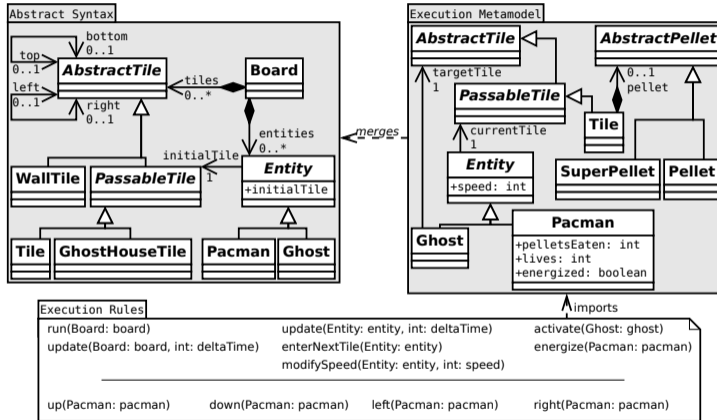 Abstract Syntax
bottom
0..1
top
0..1
AbstractTile
left
0..1
right
0..1
tiles
0..*
Board
entities
0..*
initialTile
1
WallTile
PassableTile
Entity
+initialTile
Tile
GhostHouseTile
Pacman
Ghost
merges
Execution Metamodel
AbstractTile
AbstractPellet
targetTile
1
0..1
pellet
PassableTile
Tile
currentTile
1
Entity
+speed: int
SuperPellet
Pellet
Ghost
Pacman
+pelletsEaten: int
+lives: int
+energized: boolean
imports
Execution Rules
run(Board: board)
update(Entity: entity, int: deltaTime)
activate(Ghost: ghost)
update(Board: board, int: deltaTime)
enterNextTile(Entity: entity)
energize(Pacman: pacman)
modifySpeed(Entity: entity, int: speed)
up(Pacman: pacman)
down(Pacman: pacman)
left(Pacman: pacman)
right(Pacman: pacman)